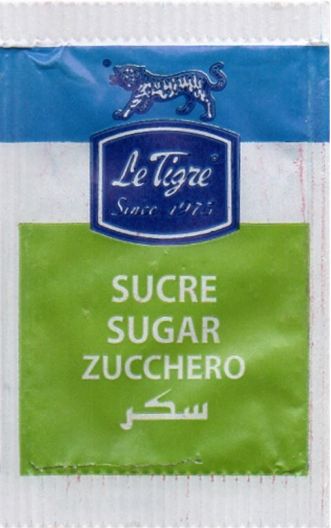 Le Tigre®
Since 1975
SUCRE
SUGAR
ZUCCHERO
سكر